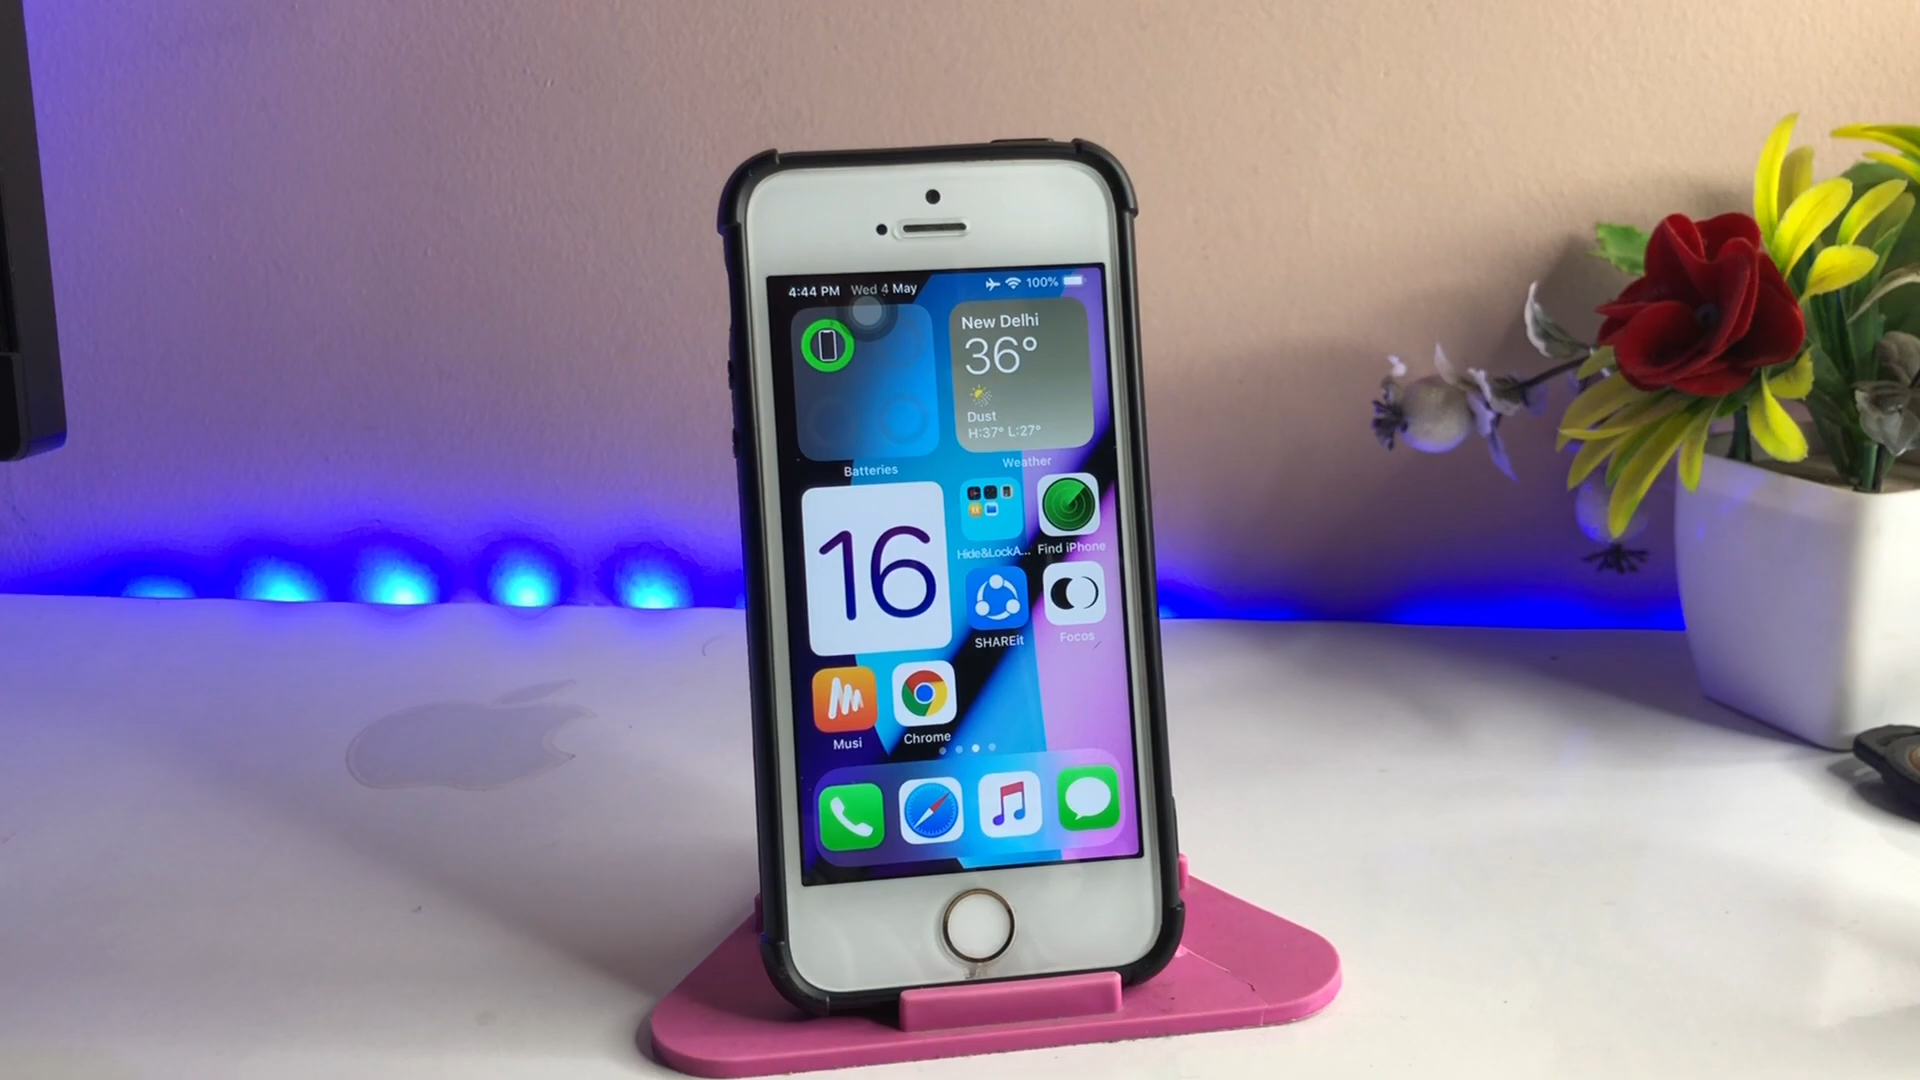 4:44 PM Wed 4 May 100%
New Delhi
36°
Dust
H:37° L:27°
Batteries
Weather
16
Hide&LockA...
Find iPhone
SHAREit
Focos
Musi
Chrome